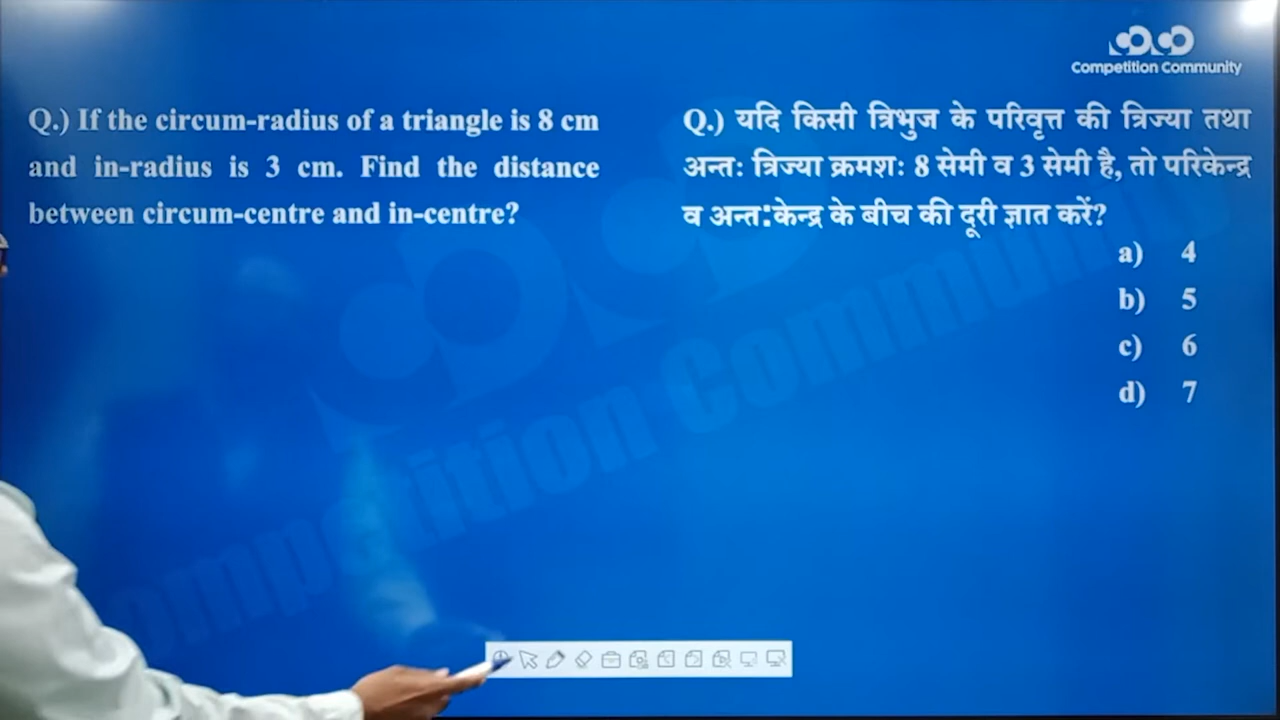 Competition Community
Q.) If the circum-radius of a triangle is 8 cm
and in-radius is 3 cm. Find the distance
between circum-centre and in-centre?
Q.) यदि किसी त्रिभुज के परिवृत्त की त्रिज्या तथा
अन्तः त्रिज्या क्रमशः 8 सेमी व 3 सेमी है, तो परिकेन्द्र
व अन्त:केन्द्र के बीच की दूरी ज्ञात करें?
a) 4
b) 5
c) 6
d) 7
Competition Community